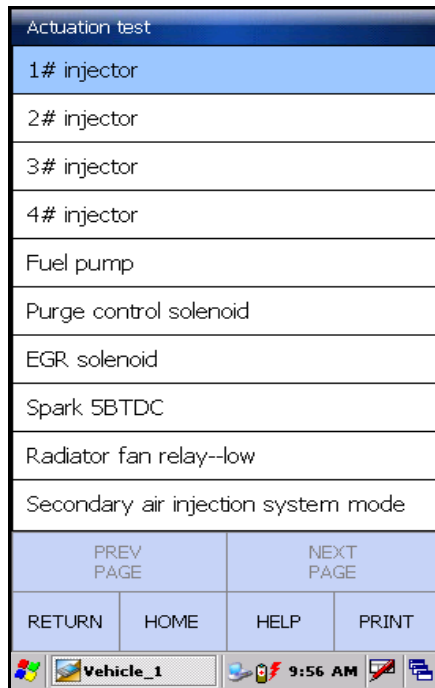 Actuation test
1# injector
2# injector
3# injector
4# injector
Fuel pump
Purge control solenoid
EGR solenoid
Spark 5BTDC
Radiator fan relay--low
Secondary air injection system mode
PREV
PAGE
NEXT
PAGE
RETURN
HOME
HELP
PRINT
Vehicle_1
9:56 AM